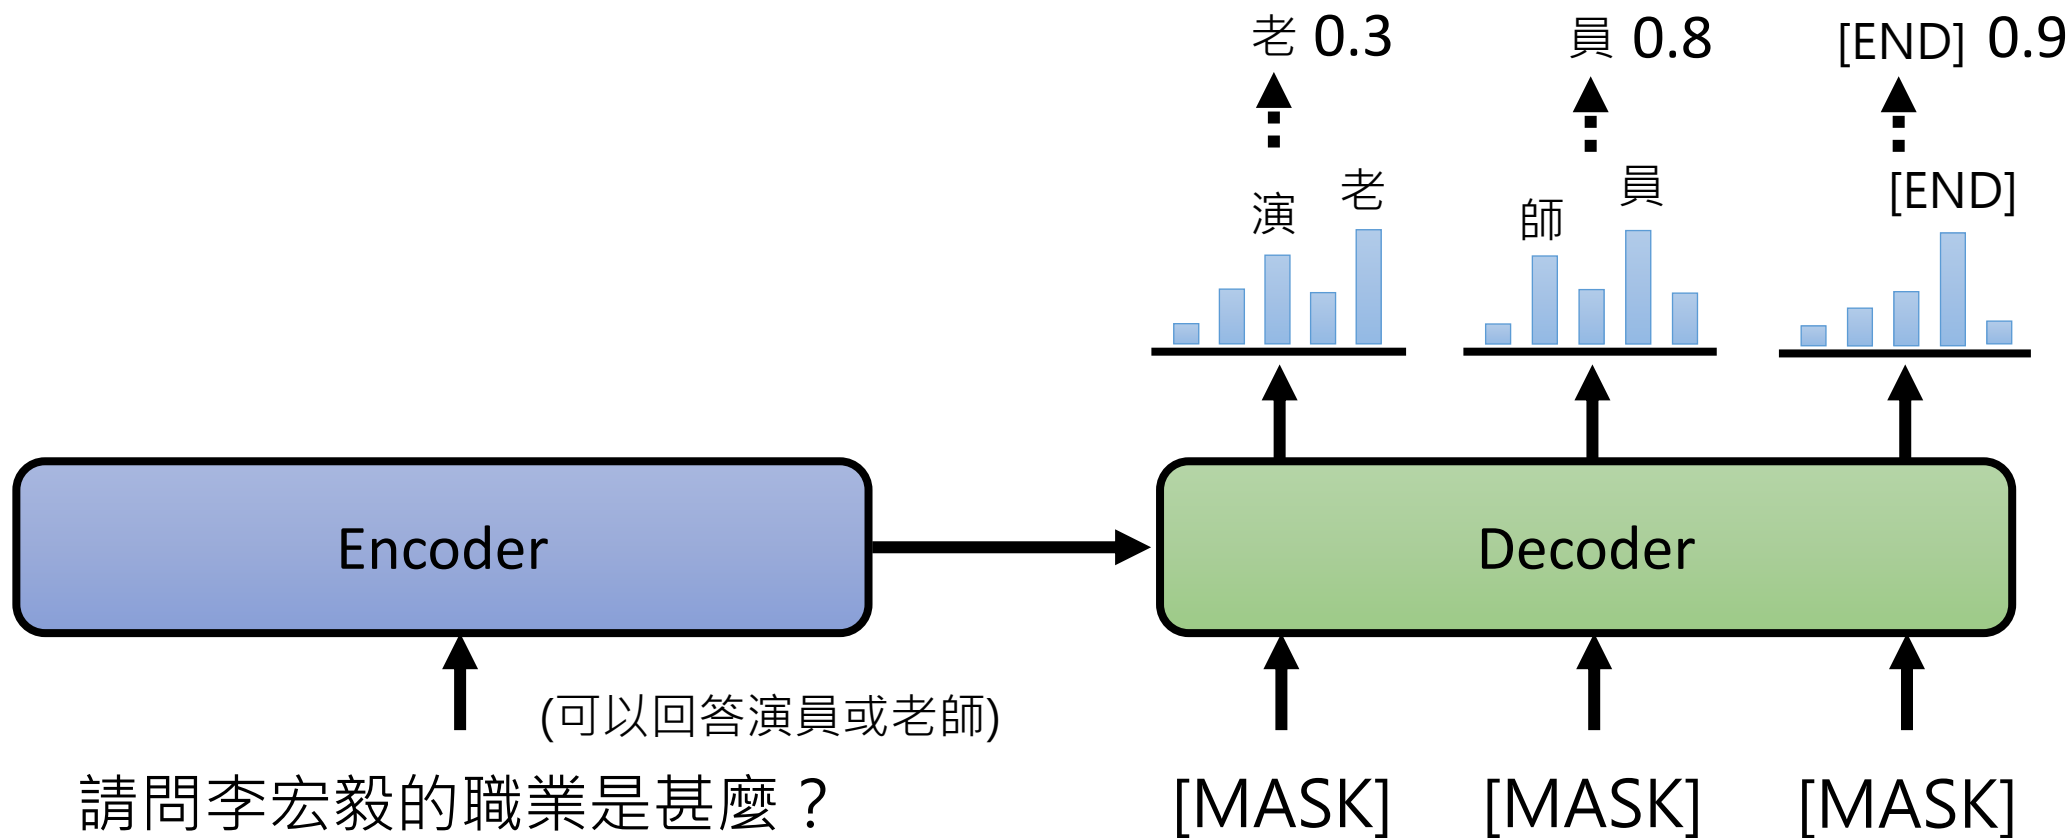 老 0.3
員 0.8
[END] 0.9
演
老
師
員
[END]
Encoder
Decoder
(可以回答演員或老師)
請問李宏毅的職業是甚麼？
[MASK]
[MASK]
[MASK]